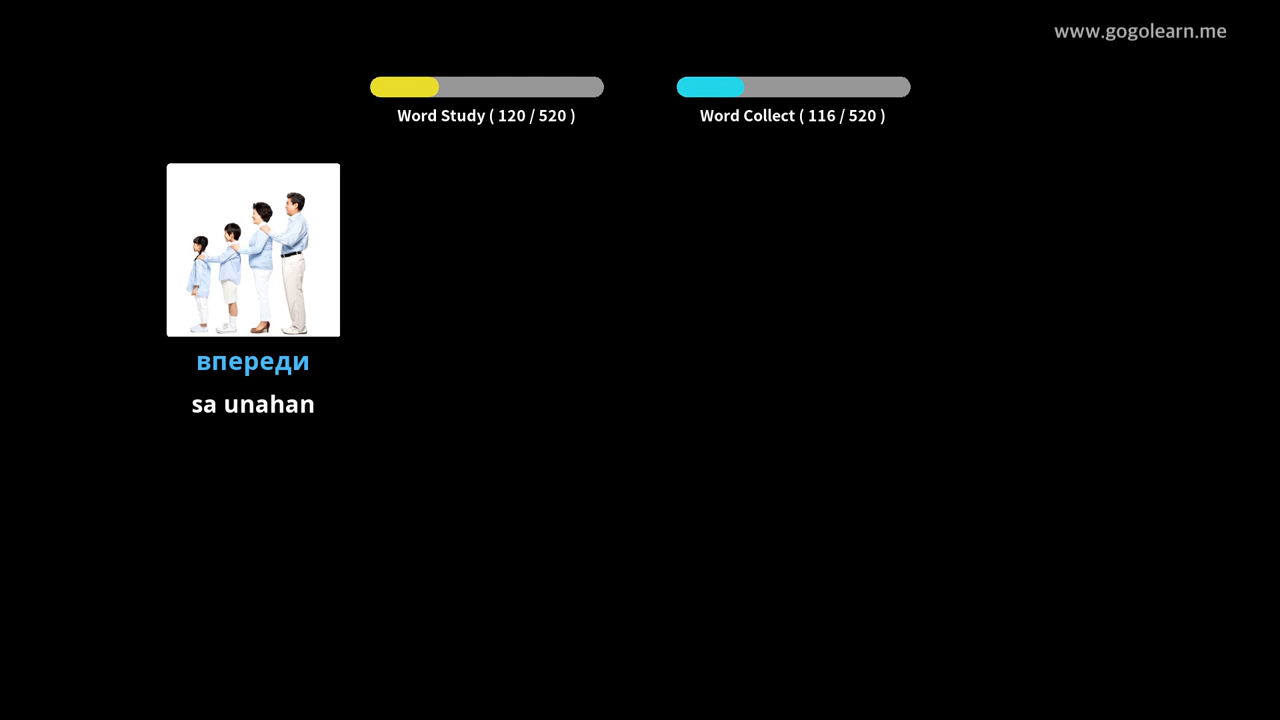 www.gogolearn.me
Word Study ( 120 / 520 )
Word Collect ( 116 / 520 )
впереди
sa unahan